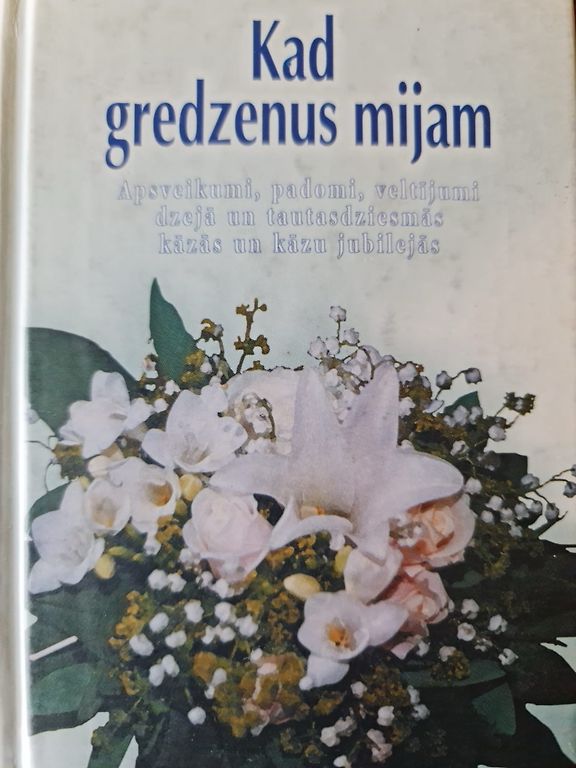 Kad
gredzenus mijam
Apsveikumi, padomi, veltījumi
dzejā un tautasdziesmās
kāzās un kāzu jubilejās